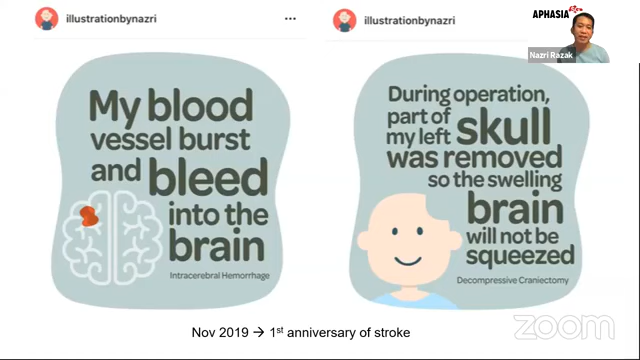 illustrationbynazri
My blood
vessel burst
and bleed
into the
brain
Intracerebral Hemorrhage
illustrationbynazri
During operation,
part of
my left skull
was removed
so the swelling
brain
will not be
squeezed
Decompressive Craniectomy
APHASIA SG
Nazri Razak
Nov 2019 → 1st anniversary of stroke
zoom